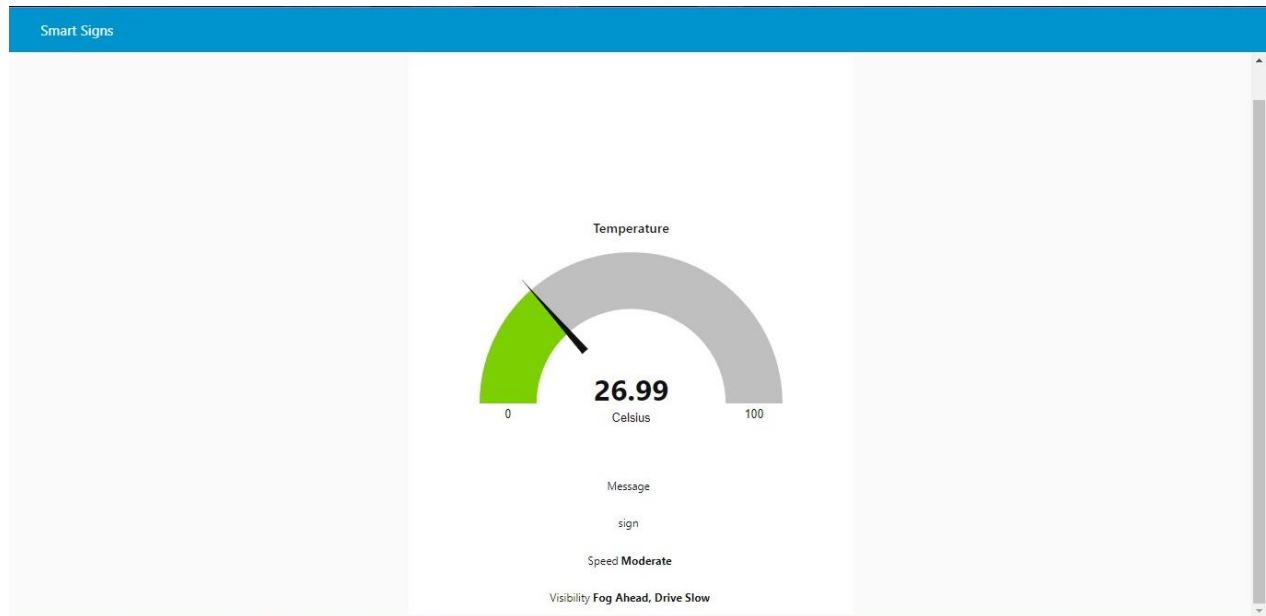 Smart Signs
Temperature
26.99
0
Celsius
100
Message
sign
Speed Moderate
Visibility Fog Ahead, Drive Slow